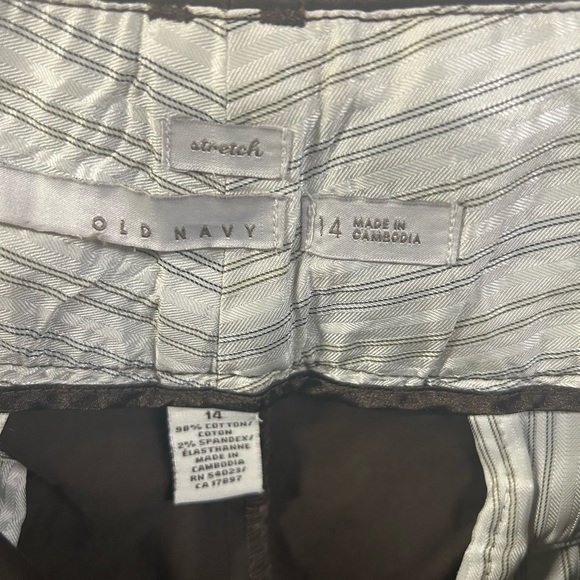 stretch
OLD NAVY
14 MADE IN
CAMBODIA
14
98% COTTON/
COTON
2% SPANDEX/
ÉLASTHANNE
MADE IN
CAMBODIA
RN 54023/
CA 17897